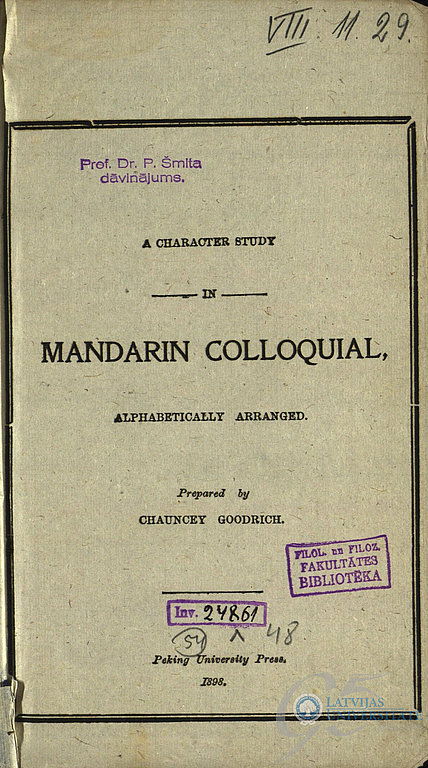 VIII. 11. 29.
Prof. Dr. P. Šmita
dāvinājums.
A CHARACTER STUDY
IN
MANDARIN COLLOQUIAL,
ALPHABETICALLY ARRANGED.
Prepared by
CHAUNCEY GOODRICH.
FILOL. un FILOZ.
FAKULTĀTES
BIBLIOTĒKA
Inv. 24861
54 48
Peking University Press.
1898.
95
LATVIJAS
UNIVERSITĀTE